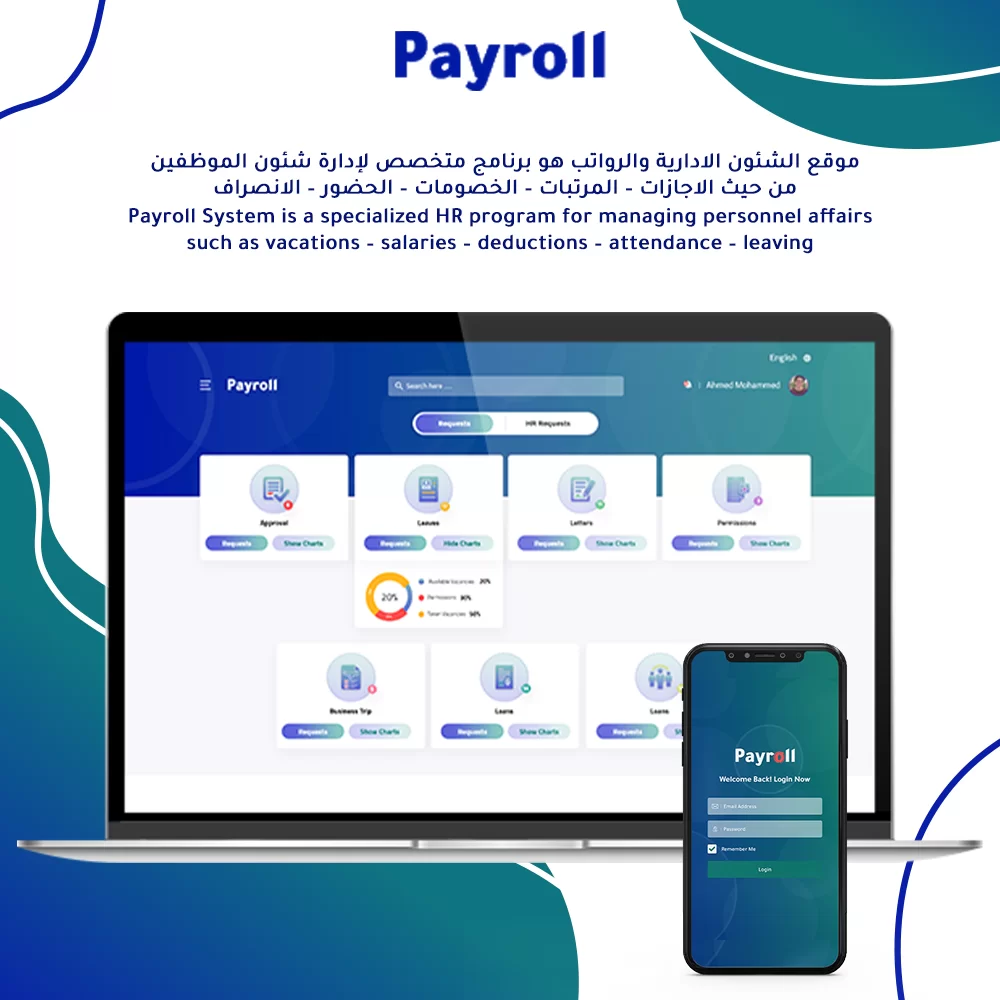 Payroll
موقع الشئون الادارية والرواتب هو برنامج متخصص لإدارة شئون الموظفين
من حيث الاجازات - المرتبات - الخصومات - الحضور - الانصراف
Payroll System is a specialized HR program for managing personnel affairs
such as vacations - salaries - deductions - attendance - leaving
English
Payroll
Search here ....
Ahmed Mohammed
Requests
HR Requests
Approval
Leaves
Letters
Permissions
Requests
Show Charts
Requests
Hide Charts
Requests
Show Charts
Requests
Show Charts
20%
Available Vacancies 20%
Permissions 30%
Taken Vacancies 50%
Business Trip
Loans
Loans
Requests
Show Charts
Requests
Show Charts
Requests
Payroll
Welcome Back! Login Now
Email Address
Password
Remember Me
Login